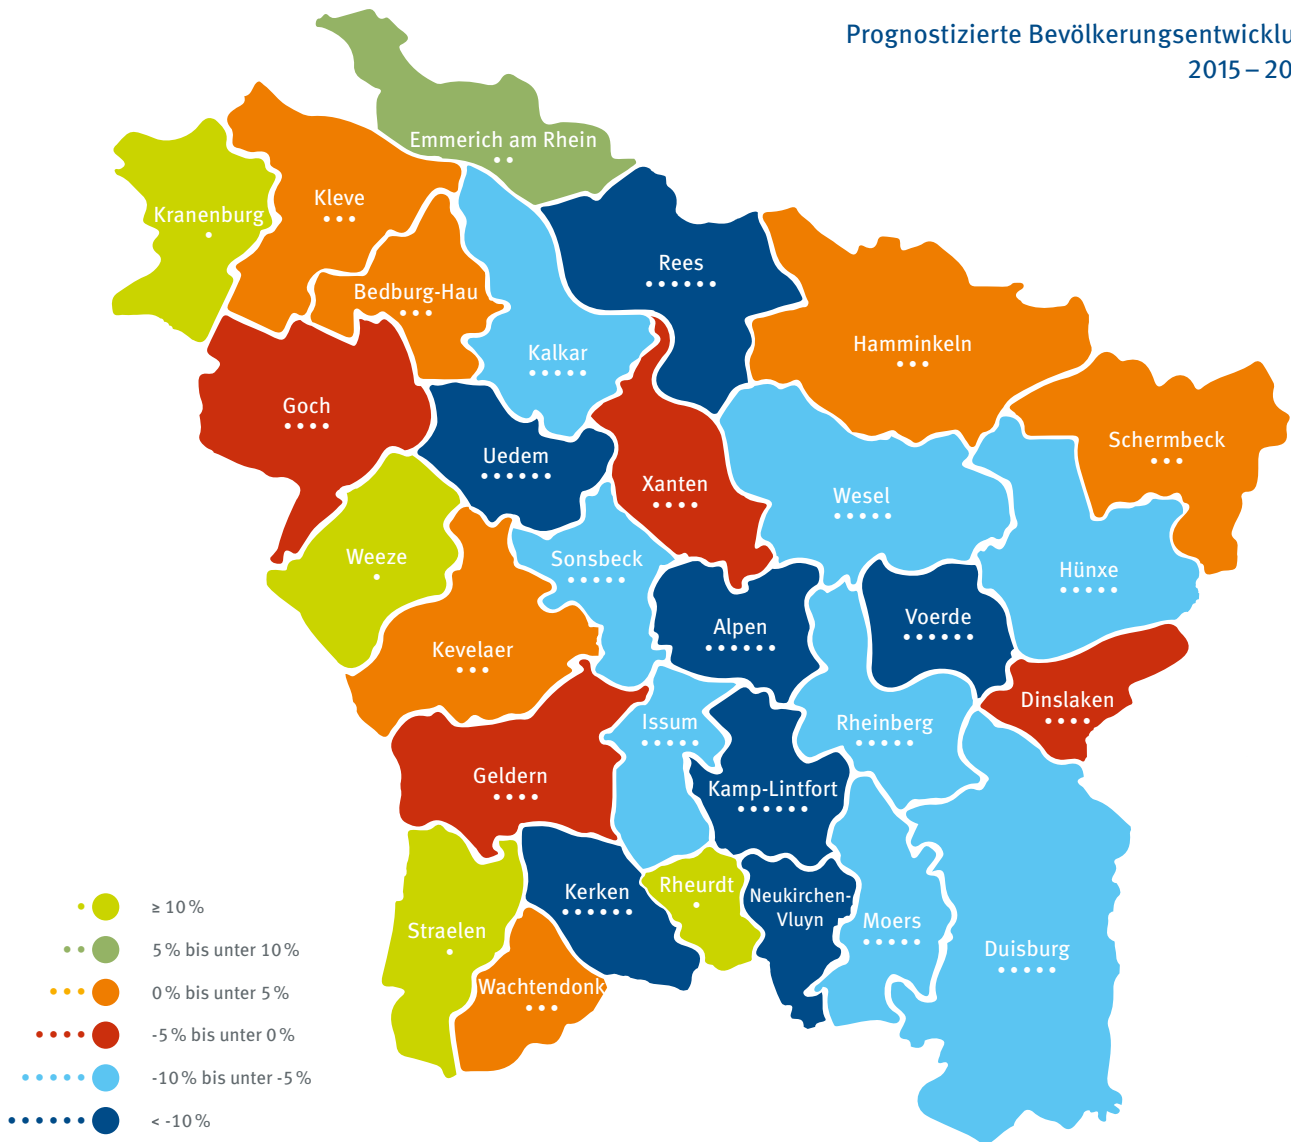 Prognostizierte Bevölkerungsentwicklu
2015 – 20
Emmerich am Rhein
Kranenburg
Kleve
Rees
Bedburg-Hau
Kalkar
Hamminkeln
Goch
Schermbeck
Uedem
Xanten
Wesel
Weeze
Sonsbeck
Hünxe
Alpen
Voerde
Kevelaer
Dinslaken
Issum
Rheinberg
Geldern
Kamp-Lintfort
Kerken
Rheurdt
Neukirchen-
Vluyn
Moers
Straelen
Duisburg
Wachtendonk
≥ 10 %
5 % bis unter 10 %
0 % bis unter 5 %
-5 % bis unter 0 %
-10 % bis unter -5 %
< -10 %